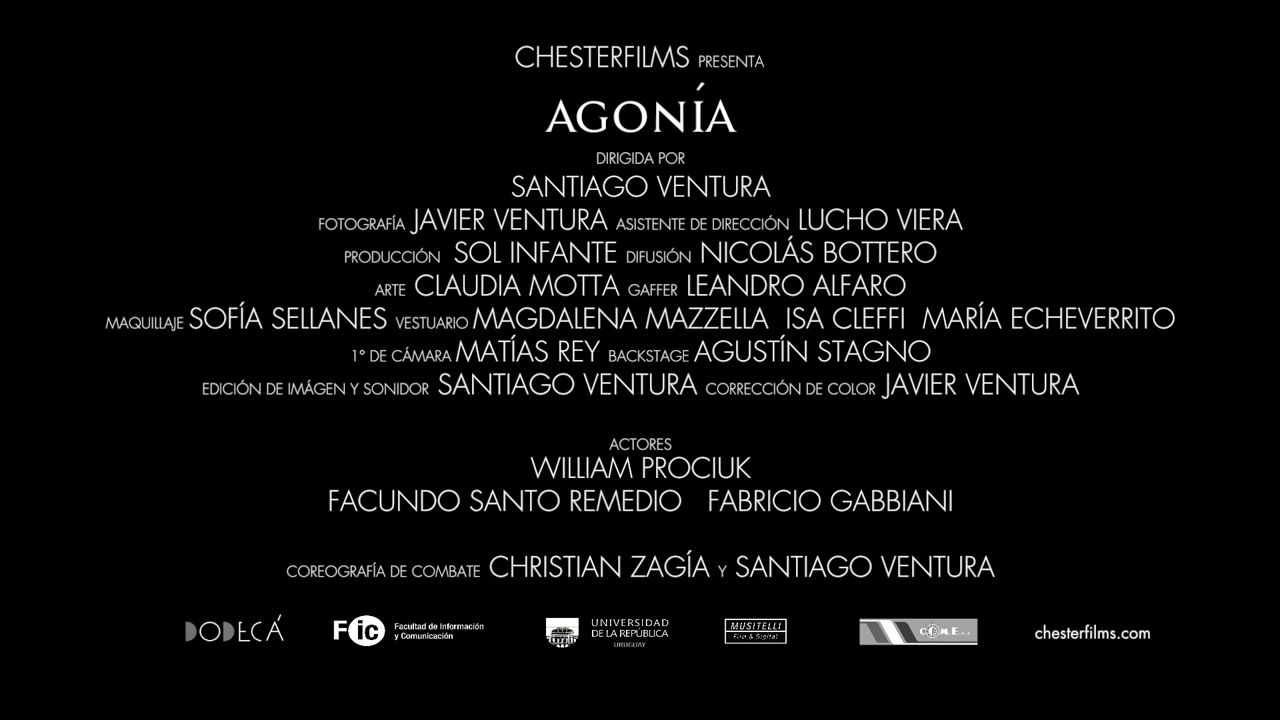 CHESTERFILMS PRESENTA
AGONÍA
DIRIGIDA POR
SANTIAGO VENTURA
FOTOGRAFÍA JAVIER VENTURA ASISTENTE DE DIRECCIÓN LUCHO VIERA
PRODUCCIÓN SOL INFANTE DIFUSIÓN NICOLÁS BOTTERO
ARTE CLAUDIA MOTTA GAFFER LEANDRO ALFARO
MAQUILLAJE SOFÍA SELLANES VESTUARIO MAGDALENA MAZZELLA ISA CLEFFI MARÍA ECHEVERRITO
1° DE CÁMARA MATÍAS REY BACKSTAGE AGUSTÍN STAGNO
EDICIÓN DE IMÁGEN Y SONIDOR SANTIAGO VENTURA CORRECCIÓN DE COLOR JAVIER VENTURA
ACTORES
WILLIAM PROCIUK
FACUNDO SANTO REMEDIO FABRICIO GABBIANI
COREOGRAFÍA DE COMBATE CHRISTIAN ZAGÍA Y SANTIAGO VENTURA
DODECÁ
Fic Facultad de Información
y Comunicación
UNIVERSIDAD
DE LA REPÚBLICA
URUGUAY
MUSITELLI
Film & Digital
chesterfilms.com